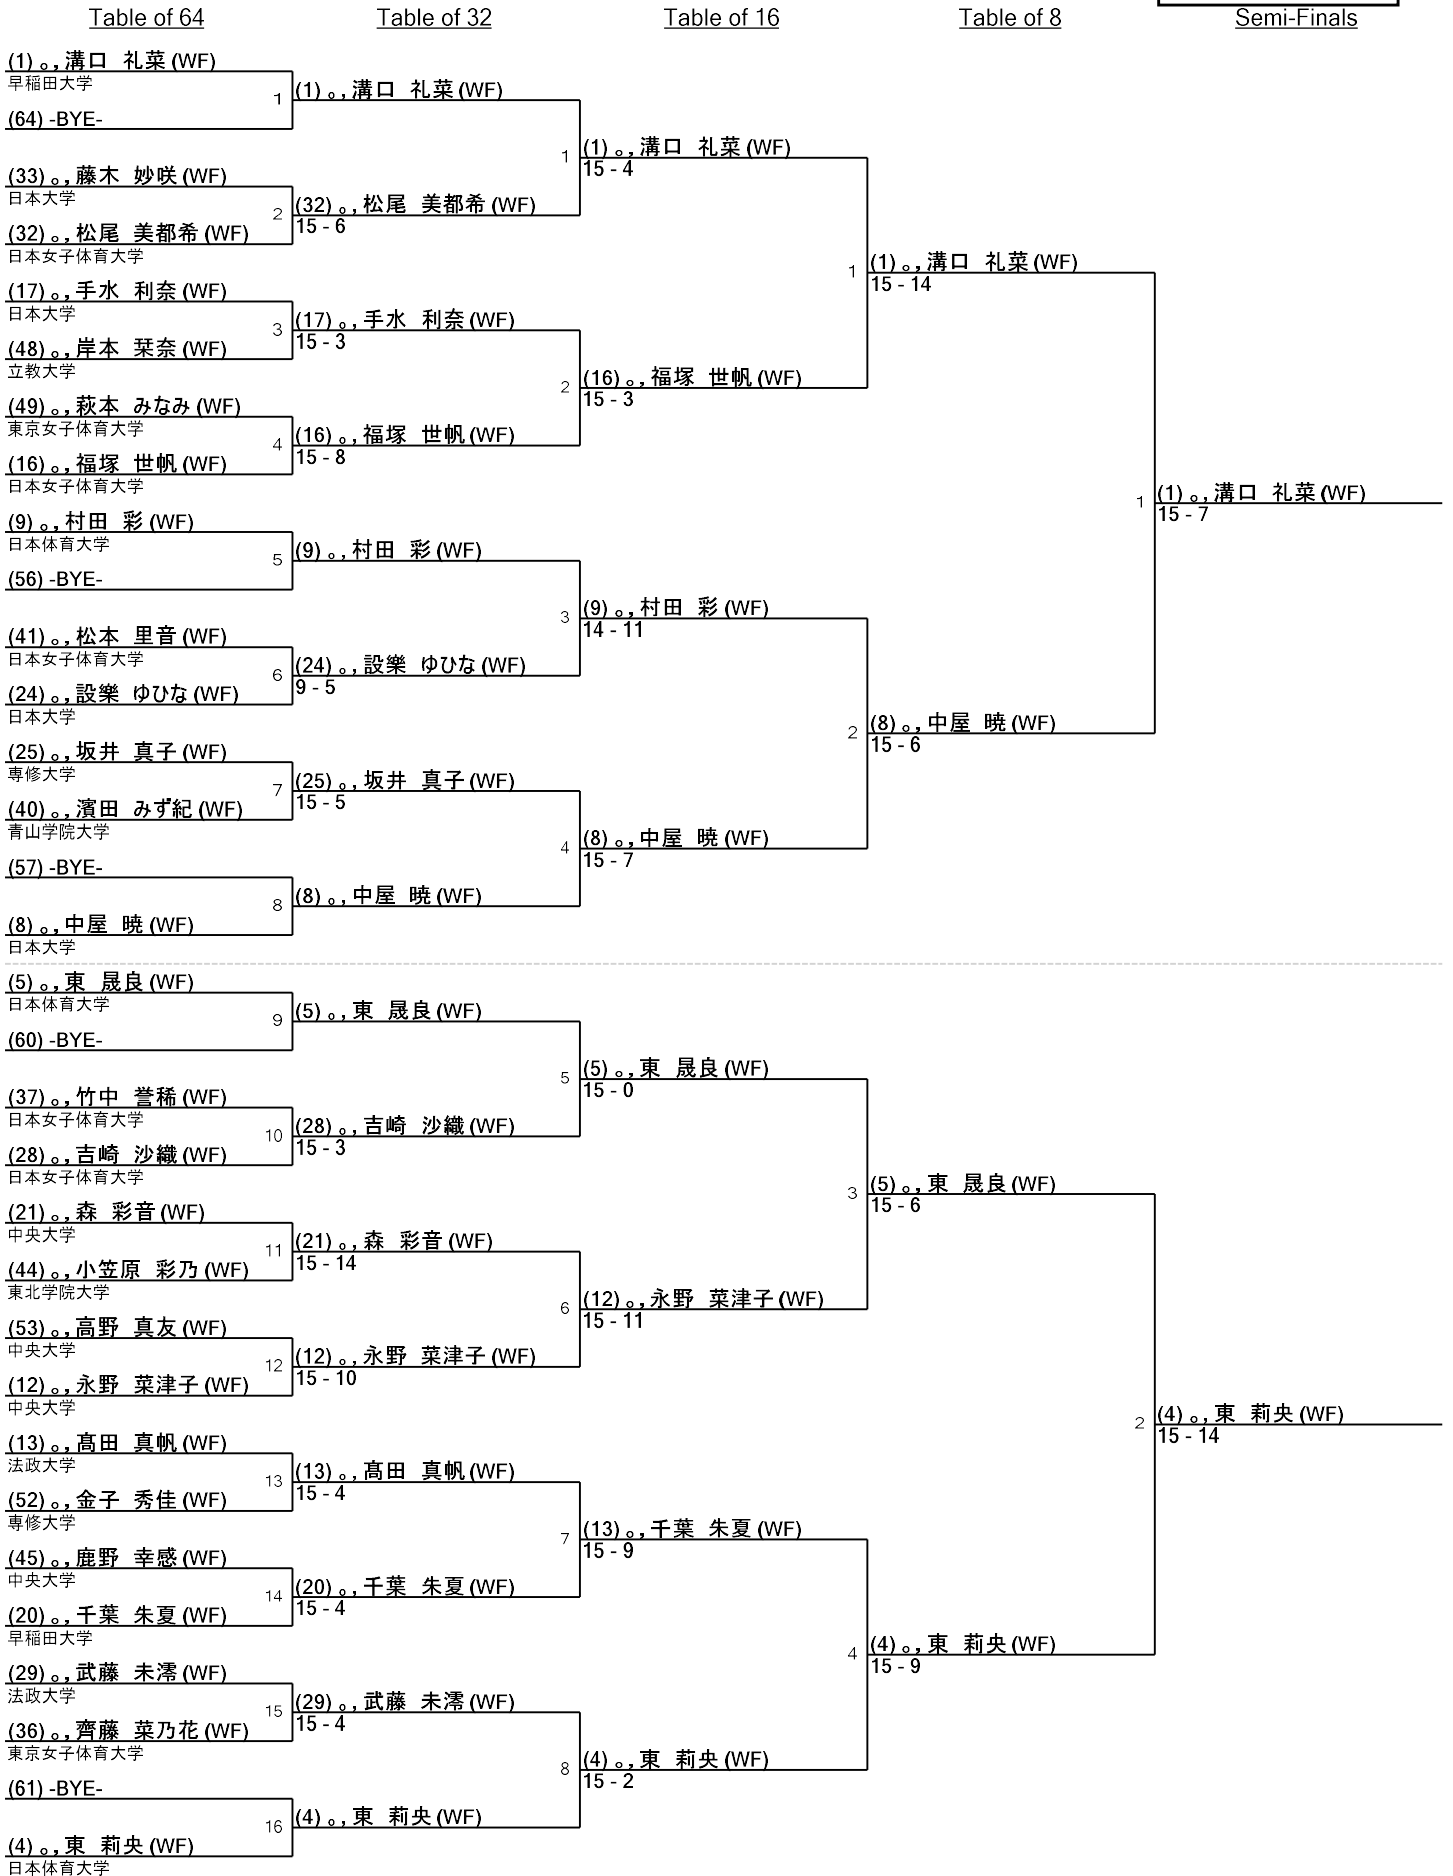 Table of 64
Table of 32
Table of 16
Table of 8
Semi-Finals
(1) 。, 溝口 礼菜 (WF)
早稲田大学
(64) -BYE-
(33) 。, 藤木 妙咲 (WF)
日本大学
(32) 。, 松尾 美都希 (WF)
日本女子体育大学
(17) 。, 手水 利奈 (WF)
日本大学
(48) 。, 岸本 栞奈 (WF)
立教大学
(49) 。, 萩本 みなみ (WF)
東京女子体育大学
(16) 。, 福塚 世帆 (WF)
日本女子体育大学
(9) 。, 村田 彩 (WF)
日本体育大学
(56) -BYE-
(41) 。, 松本 里音 (WF)
日本女子体育大学
(24) 。, 設樂 ゆひな (WF)
日本大学
(25) 。, 坂井 真子 (WF)
専修大学
(40) 。, 濱田 みず紀 (WF)
青山学院大学
(57) -BYE-
(8) 。, 中屋 暁 (WF)
日本大学
(5) 。, 東 晟良 (WF)
日本体育大学
(60) -BYE-
(37) 。, 竹中 誉稀 (WF)
日本女子体育大学
(28) 。, 吉崎 沙織 (WF)
日本女子体育大学
(21) 。, 森 彩音 (WF)
中央大学
(44) 。, 小笠原 彩乃 (WF)
東北学院大学
(53) 。, 高野 真友 (WF)
中央大学
(12) 。, 永野 菜津子 (WF)
中央大学
(13) 。, 髙田 真帆 (WF)
法政大学
(52) 。, 金子 秀佳 (WF)
専修大学
(45) 。, 鹿野 幸感 (WF)
中央大学
(20) 。, 千葉 朱夏 (WF)
早稲田大学
(29) 。, 武藤 未澪 (WF)
法政大学
(36) 。, 齊藤 菜乃花 (WF)
東京女子体育大学
(61) -BYE-
(4) 。, 東 莉央 (WF)
日本体育大学
1 (1) 。, 溝口 礼菜 (WF)
2 (32) 。, 松尾 美都希 (WF)
15 - 6
3 (17) 。, 手水 利奈 (WF)
15 - 3
4 (16) 。, 福塚 世帆 (WF)
15 - 8
5 (9) 。, 村田 彩 (WF)
6 (24) 。, 設樂 ゆひな (WF)
9 - 5
7 (25) 。, 坂井 真子 (WF)
15 - 5
8 (8) 。, 中屋 暁 (WF)
9 (5) 。, 東 晟良 (WF)
10 (28) 。, 吉崎 沙織 (WF)
15 - 3
11 (21) 。, 森 彩音 (WF)
15 - 14
12 (12) 。, 永野 菜津子 (WF)
15 - 10
13 (13) 。, 髙田 真帆 (WF)
15 - 4
14 (20) 。, 千葉 朱夏 (WF)
15 - 4
15 (29) 。, 武藤 未澪 (WF)
15 - 4
16 (4) 。, 東 莉央 (WF)
1 (1) 。, 溝口 礼菜 (WF)
15 - 4
2 (16) 。, 福塚 世帆 (WF)
15 - 3
3 (9) 。, 村田 彩 (WF)
14 - 11
4 (8) 。, 中屋 暁 (WF)
15 - 7
5 (5) 。, 東 晟良 (WF)
15 - 0
6 (12) 。, 永野 菜津子 (WF)
15 - 11
7 (13) 。, 千葉 朱夏 (WF)
15 - 9
8 (4) 。, 東 莉央 (WF)
15 - 2
1 (1) 。, 溝口 礼菜 (WF)
15 - 14
2 (8) 。, 中屋 暁 (WF)
15 - 6
3 (5) 。, 東 晟良 (WF)
15 - 6
4 (4) 。, 東 莉央 (WF)
15 - 9
1 (1) 。, 溝口 礼菜 (WF)
15 - 7
2 (4) 。, 東 莉央 (WF)
15 - 14